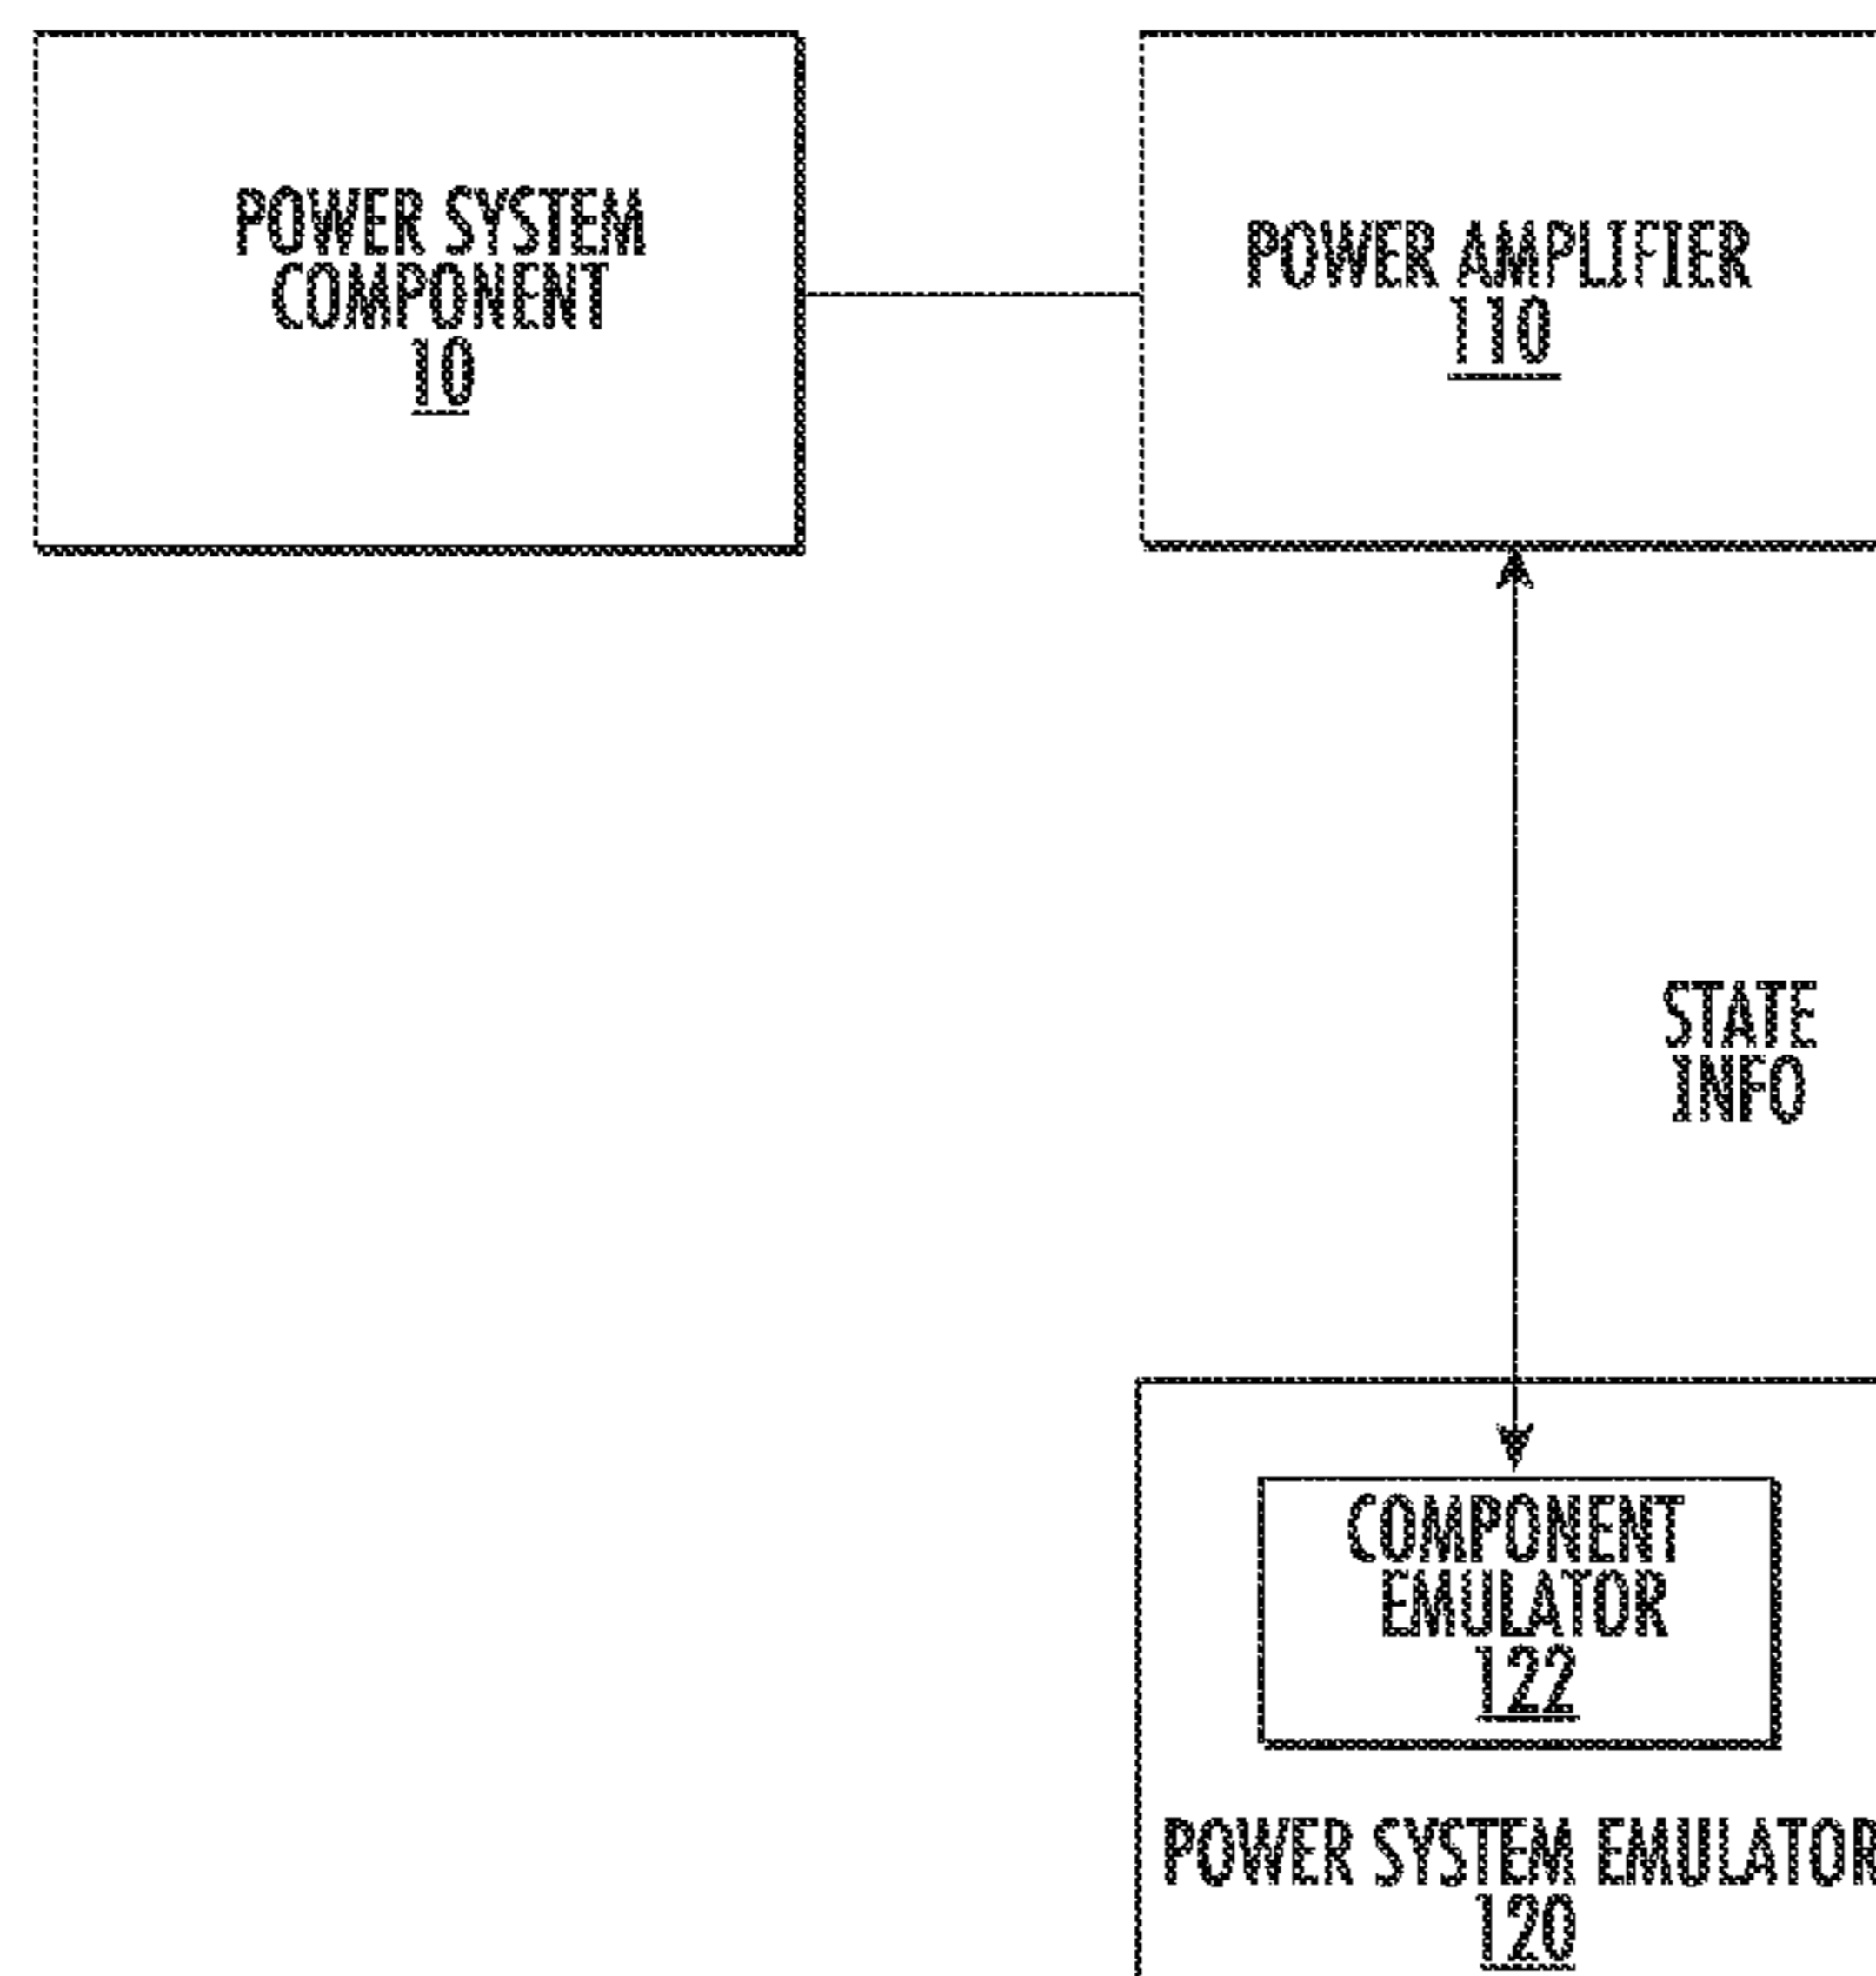 POWER SYSTEM
COMPONENT
10
POWER AMPLIFIER
110
STATE
INFO
COMPONENT
EMULATOR
122
POWER SYSTEM EMULATOR
120